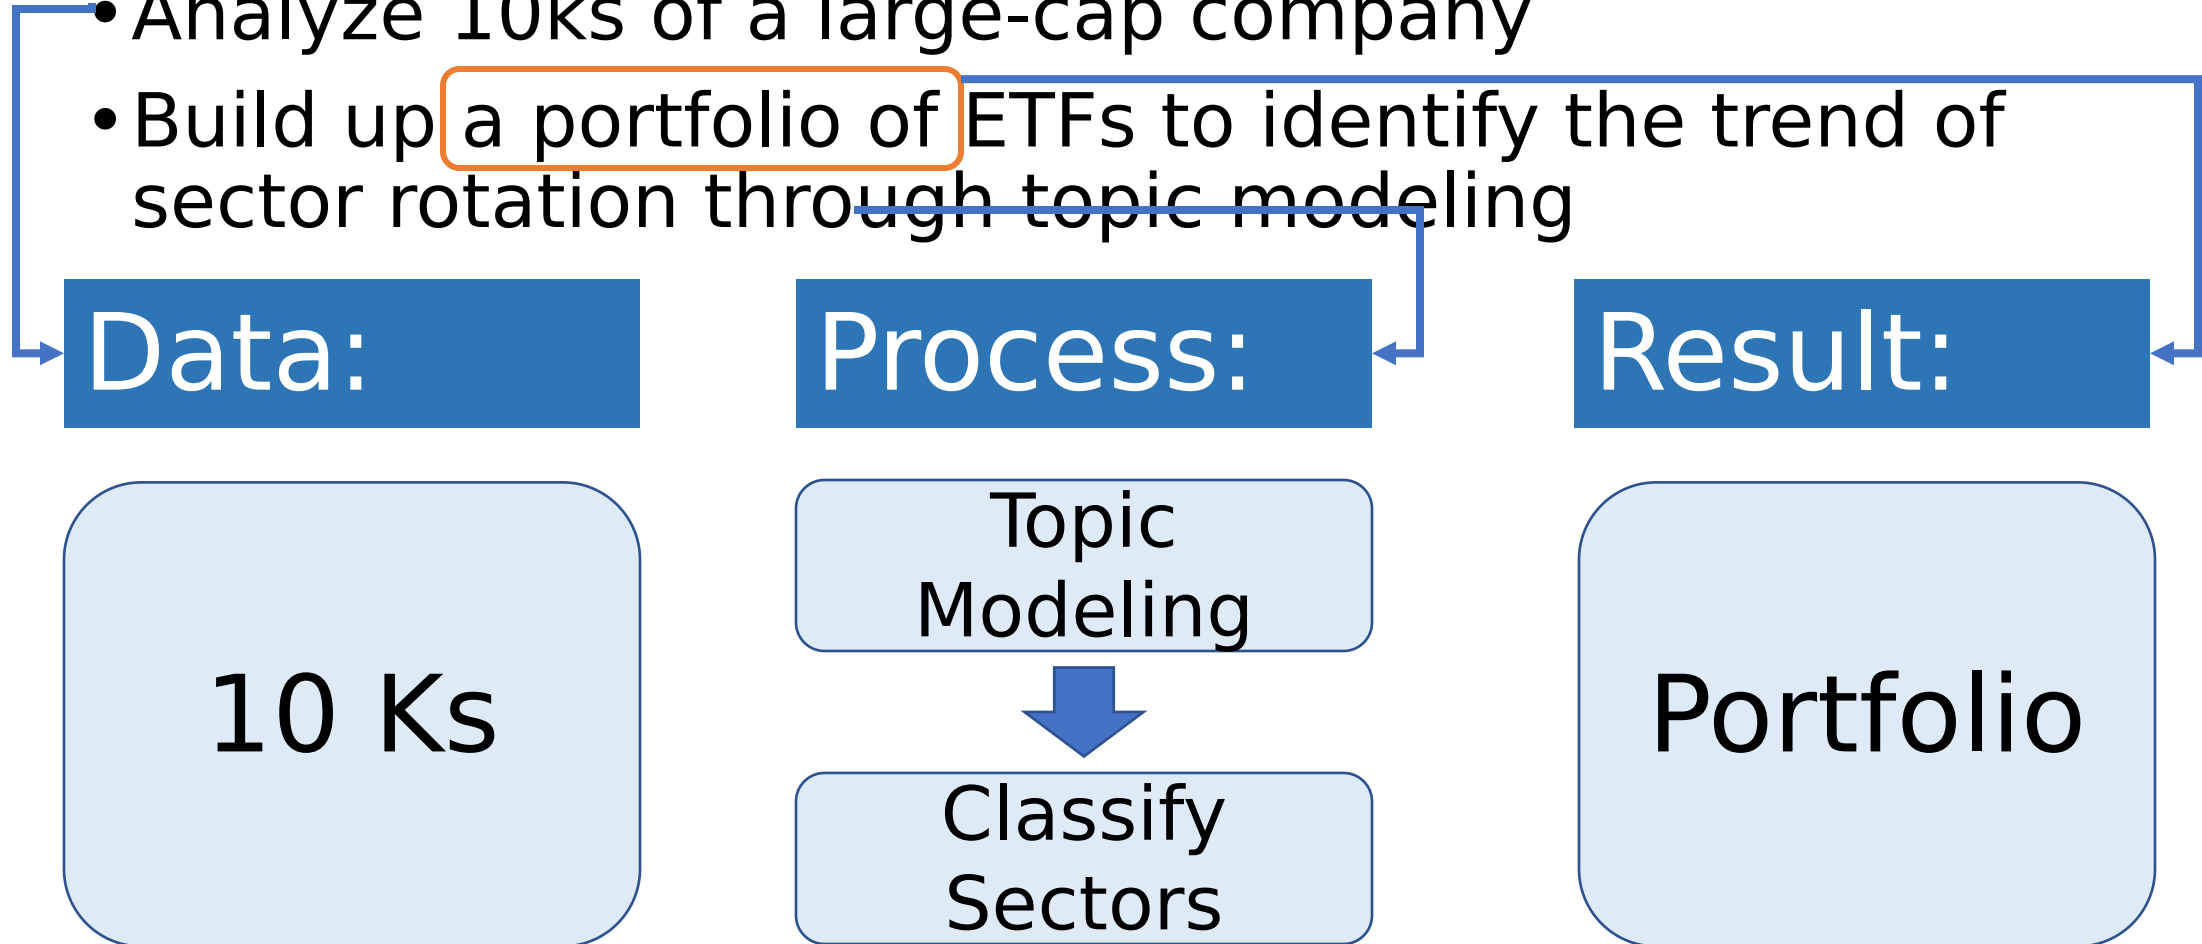 •Analyze 10ks of a large-cap company
•Build up a portfolio of ETFs to identify the trend of
sector rotation through topic modeling
Data:
Process:
Result:
10 Ks
Topic
Modeling
Classify
Sectors
Portfolio